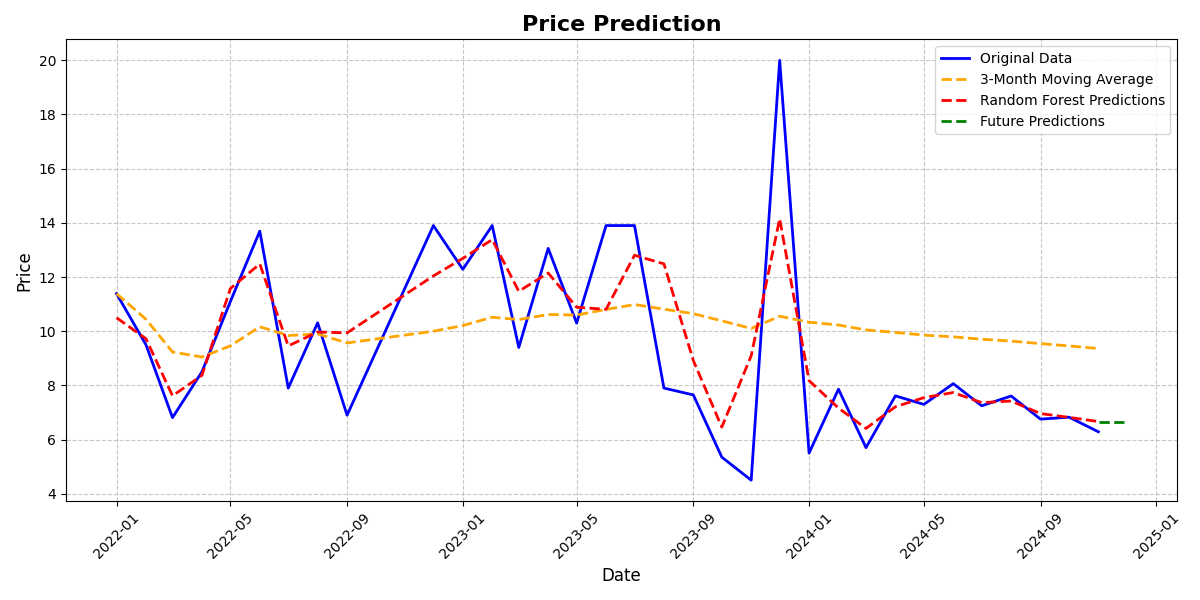 Price Prediction
Original Data
3-Month Moving Average
Random Forest Predictions
Future Predictions
Price
20
18
16
14
12
10
8
6
4
2022-01
2022-05
2022-09
2023-01
2023-05
2023-09
2024-01
2024-05
2024-09
2025-01
Date